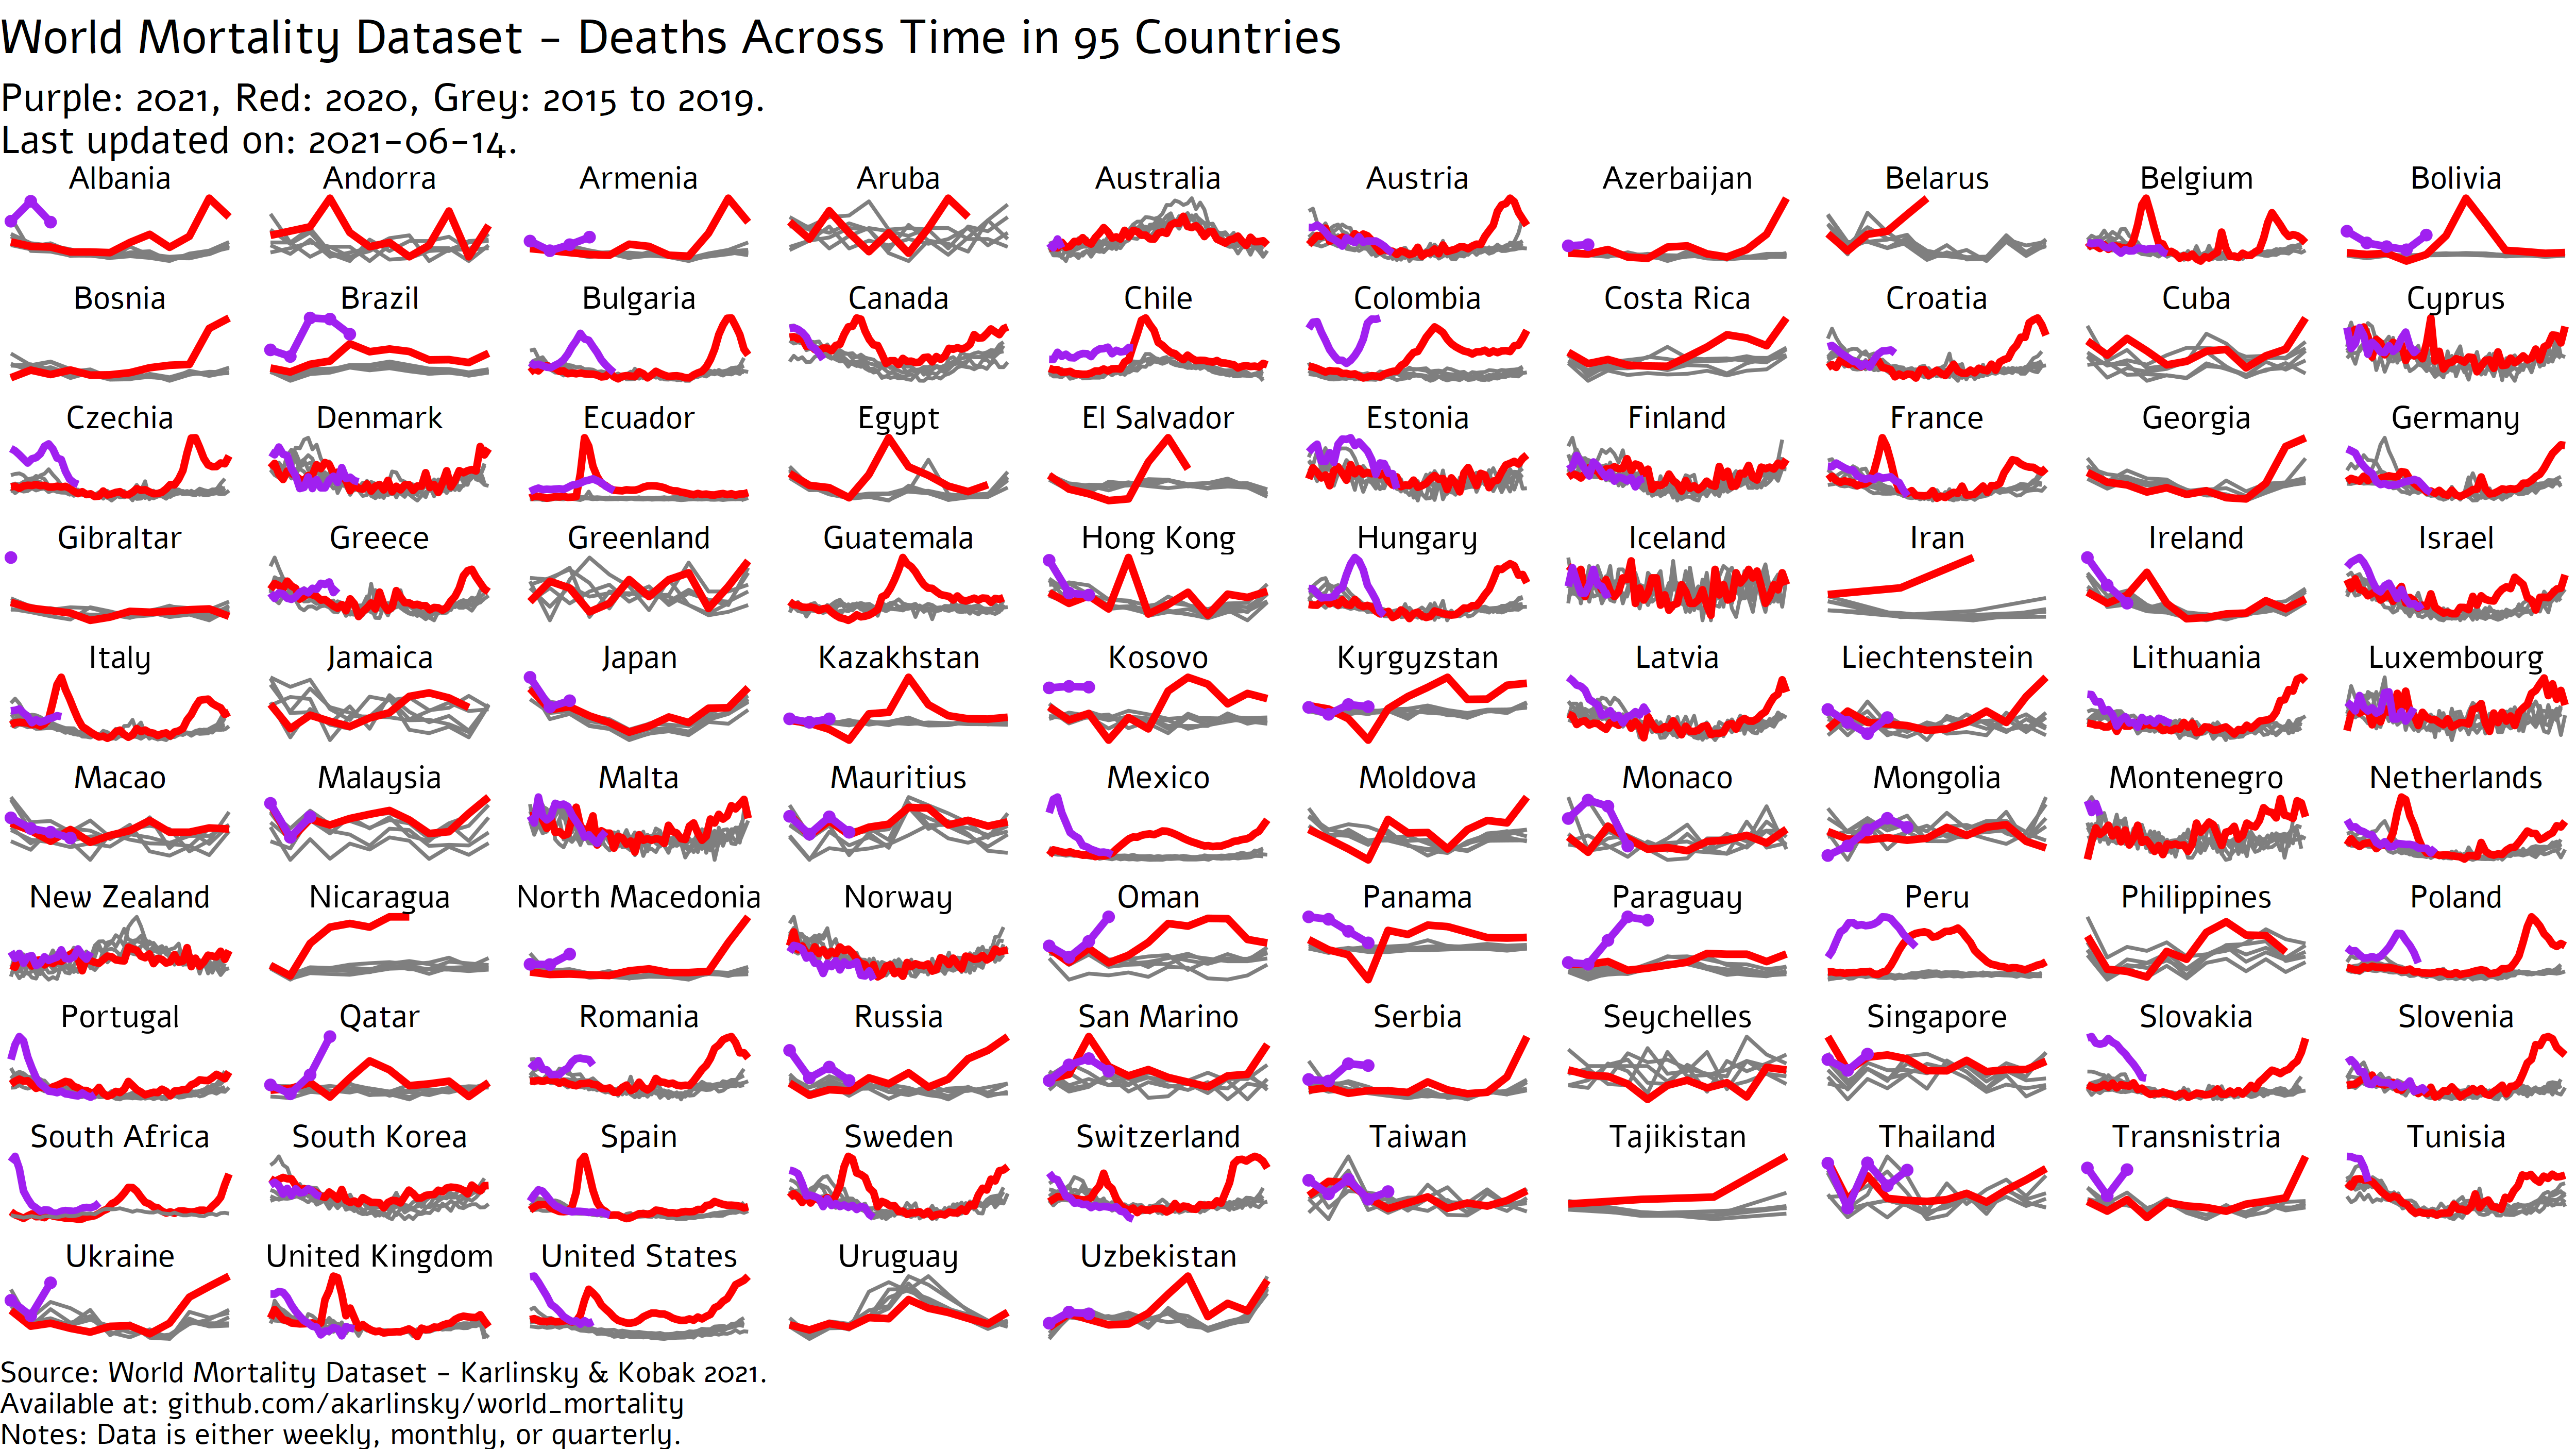 World Mortality Dataset - Deaths Across Time in 95 Countries
Purple: 2021, Red: 2020, Grey: 2015 to 2019.
Last updated on: 2021-06-14.
Albania Andorra Armenia Aruba Australia Austria Azerbaijan Belarus Belgium Bolivia
Bosnia Brazil Bulgaria Canada Chile Colombia Costa Rica Croatia Cuba Cyprus
Czechia Denmark Ecuador Egypt El Salvador Estonia Finland France Georgia Germany
Gibraltar Greece Greenland Guatemala Hong Kong Hungary Iceland Iran Ireland Israel
Italy Jamaica Japan Kazakhstan Kosovo Kyrgyzstan Latvia Liechtenstein Lithuania Luxembourg
Macao Malaysia Malta Mauritius Mexico Moldova Monaco Mongolia Montenegro Netherlands
New Zealand Nicaragua North Macedonia Norway Oman Panama Paraguay Peru Philippines Poland
Portugal Qatar Romania Russia San Marino Serbia Seychelles Singapore Slovakia Slovenia
South Africa South Korea Spain Sweden Switzerland Taiwan Tajikistan Thailand Transnistria Tunisia
Ukraine United Kingdom United States Uruguay Uzbekistan
Source: World Mortality Dataset - Karlinsky & Kobak 2021.
Available at: github.com/akarlinsky/world_mortality
Notes: Data is either weekly, monthly, or quarterly.